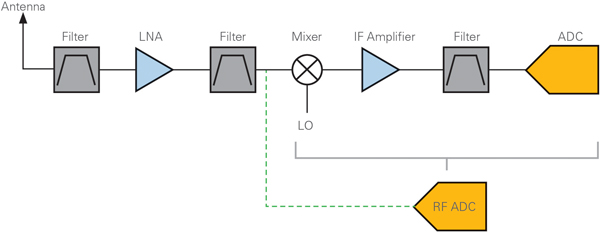 Antenna
Filter
LNA
Filter
Mixer
IF Amplifier
Filter
ADC
LO
RF ADC